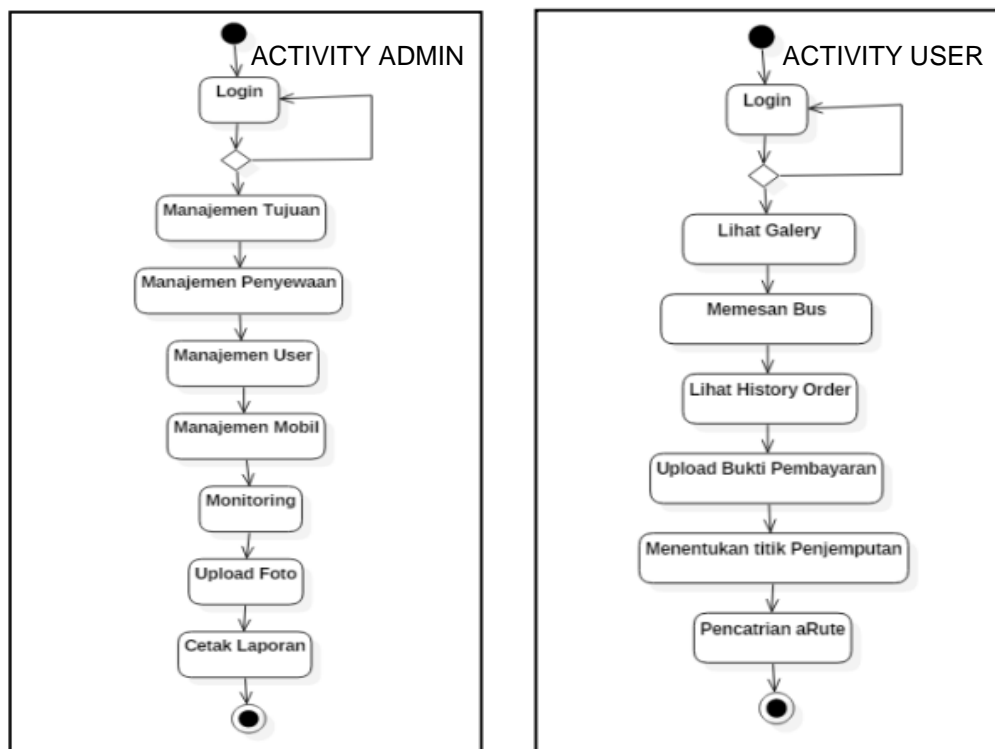 ACTIVITY ADMIN
Login
Manajemen Tujuan
Manajemen Penyewaan
Manajemen User
Manajemen Mobil
Monitoring
Upload Foto
Cetak Laporan
ACTIVITY USER
Login
Lihat Galery
Memesan Bus
Lihat History Order
Upload Bukti Pembayaran
Menentukan titik Penjemputan
Pencatrian aRute